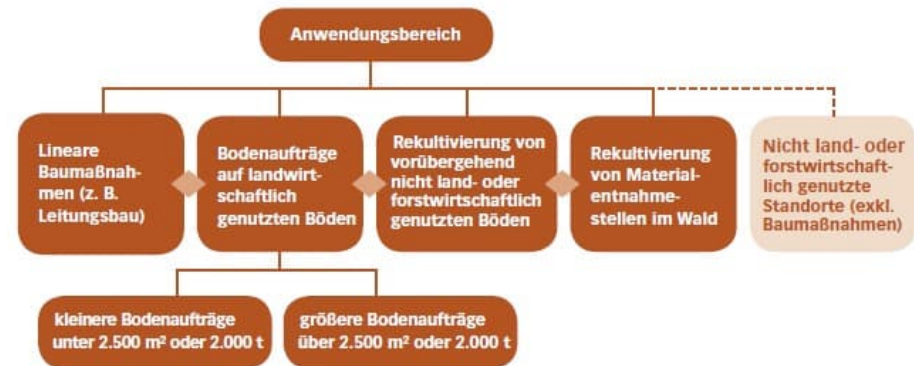 Anwendungsbereich
Lineare
Baumaßnah-
men (z. B.
Leitungsbau)
Bodenaufträge
auf landwirt-
schaftlich
genutzten Böden
Rekultivierung von
vorübergehend
nicht land- oder
forstwirtschaftlich
genutzten Böden
Rekultivierung
von Material-
entnahme-
stellen im Wald
Nicht land- oder
forstwirtschaft-
lich genutzte
Standorte (exkl.
Baumaßnahmen)
kleinere Bodenaufträge
unter 2.500 m² oder 2.000 t
größere Bodenaufträge
über 2.500 m² oder 2.000 t